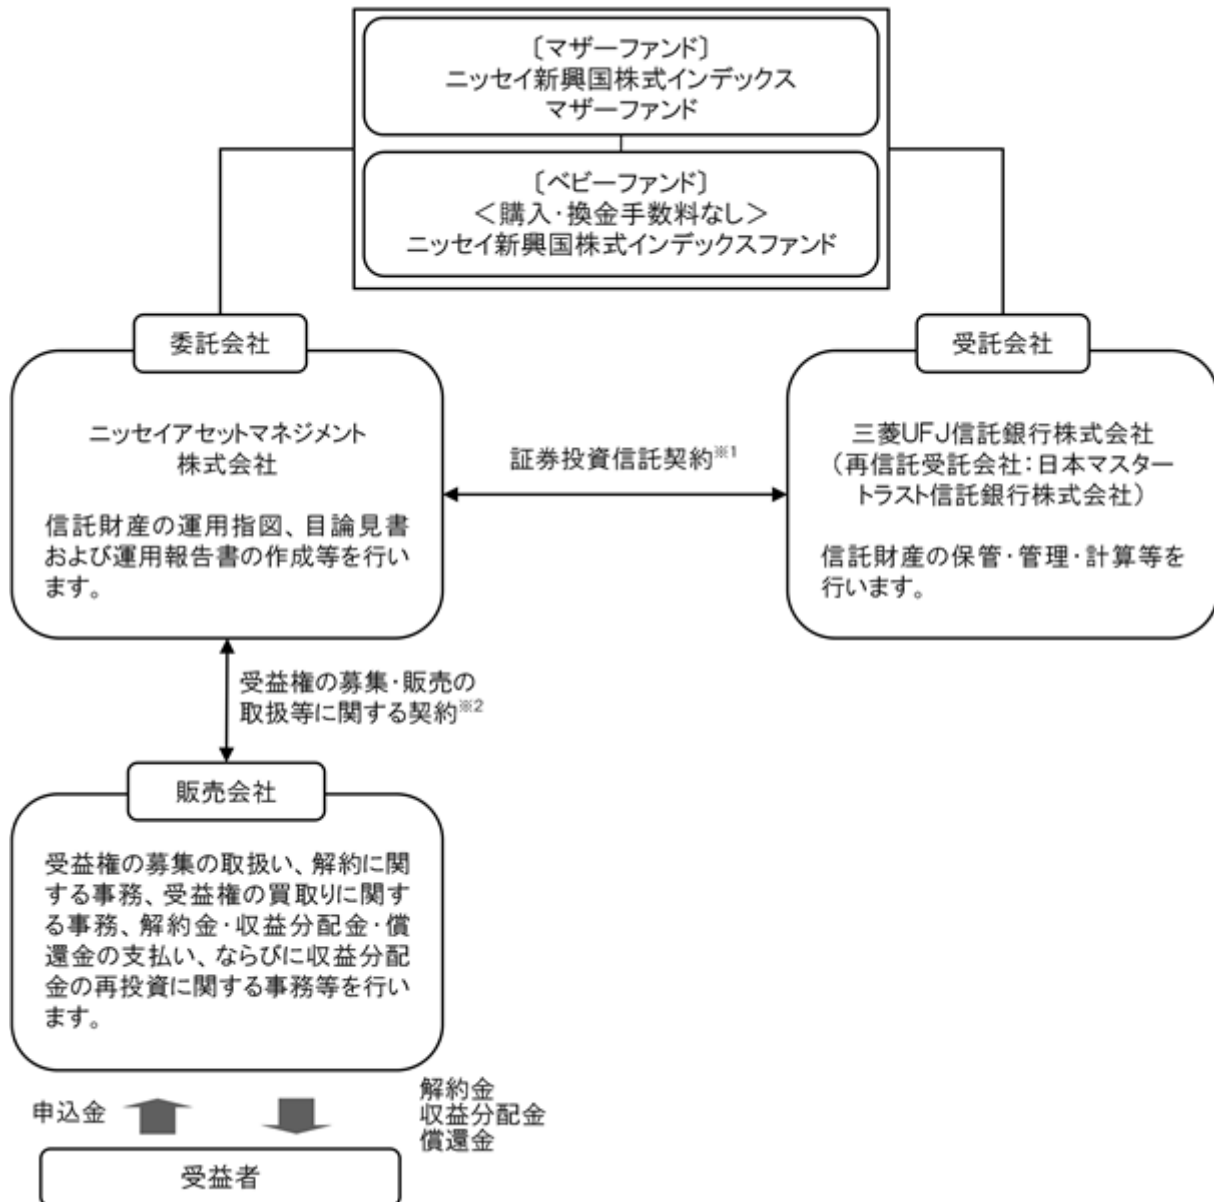 〔マザーファンド〕
ニッセイ新興国株式インデックス
マザーファンド
〔ベビーファンド〕
＜購入・換金手数料なし＞
ニッセイ新興国株式インデックスファンド
委託会社
ニッセイアセットマネジメント
株式会社
信託財産の運用指図、目論見書
および運用報告書の作成等を行い
ます。
証券投資信託契約※1
受託会社
三菱UFJ信託銀行株式会社
（再信託受託会社：日本マスター
トラスト信託銀行株式会社）
信託財産の保管・管理・計算等を
行います。
受益権の募集・販売の
取扱等に関する契約※2
販売会社
受益権の募集の取扱い、解約に関
する事務、受益権の買取りに関す
る事務、解約金・収益分配金・償
還金の支払い、ならびに収益分配
金の再投資に関する事務等を行い
ます。
申込金
解約金
収益分配金
償還金
受益者